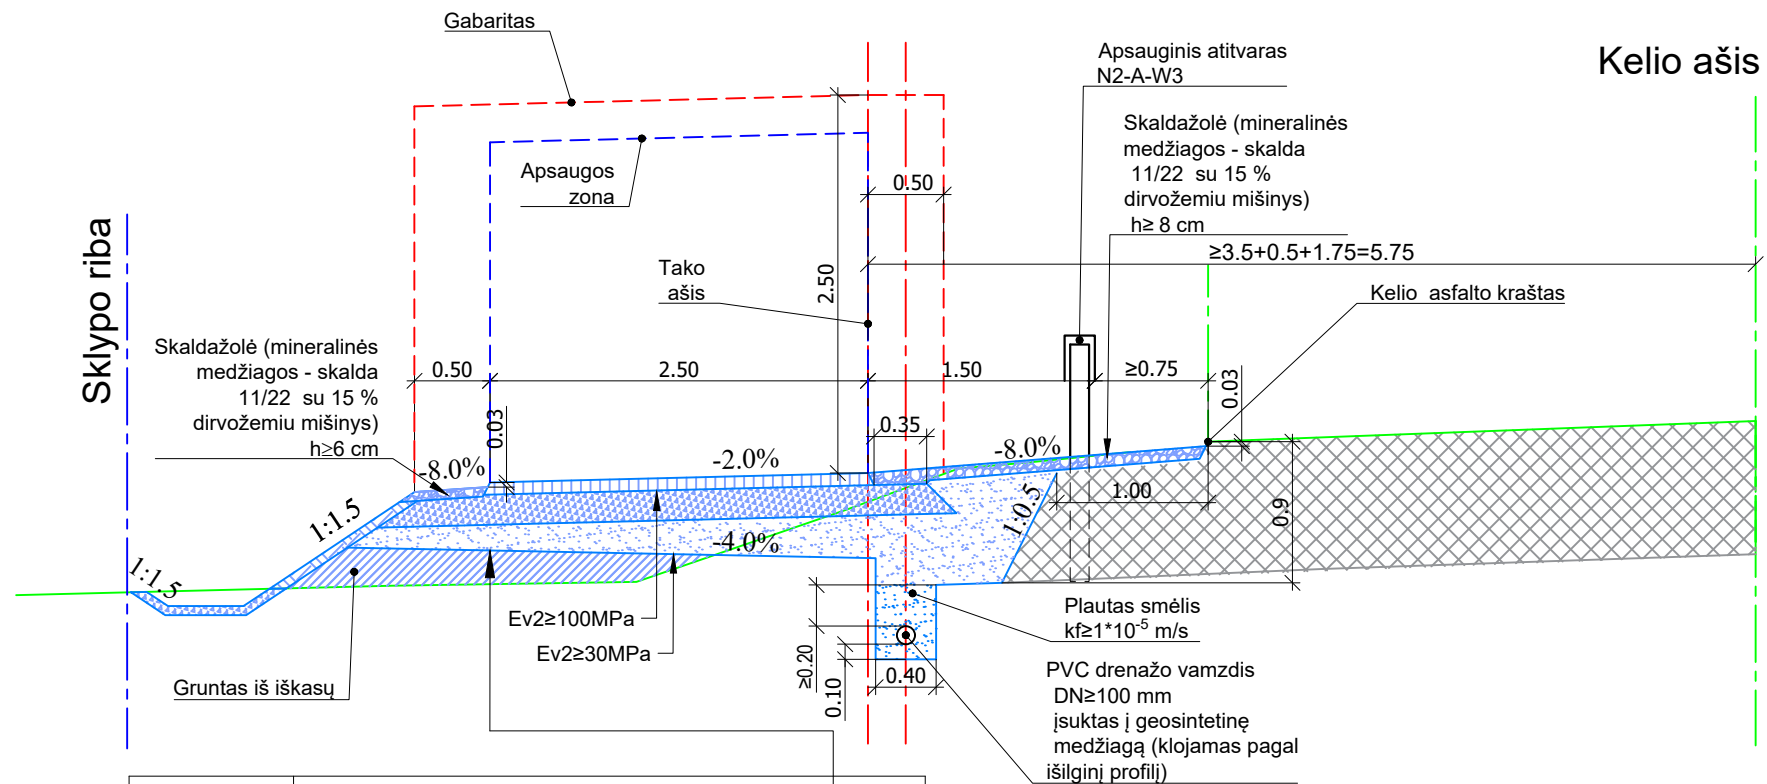 Gabaritas
Apsauginis atitvaras
N2-A-W3
Kelio ašis
Skaldažolė (mineralinės
medžiagos - skalda
11/22 su 15 %
dirvožemiu mišinys)
h≥ 8 cm
Apsaugos
zona
0.50
≥3.5+0.5+1.75=5.75
Sklypo riba
Tako
ašis
2.50
Kelio asfalto kraštas
Skaldažolė (mineralinės
medžiagos - skalda
11/22 su 15 %
dirvožemiu mišinys)
h≥6 cm
0.50
2.50
1.50
≥0.75
0.03
0.03
0.35
-8.0%
-2.0%
-8.0%
1.00
0,9
1:1.5
1:0.5
-4.0%
1:1.5
Ev2≥100MPa
Ev2≥30MPa
Plautas smėlis
kf≥1*10-5 m/s
≥0.20
0.10
0.40
Gruntas iš iškasų
PVC drenažo vamzdis
DN≥100 mm
įsuktas į geosintetinę
medžiagą (klojamas pagal
išilginį profilį)